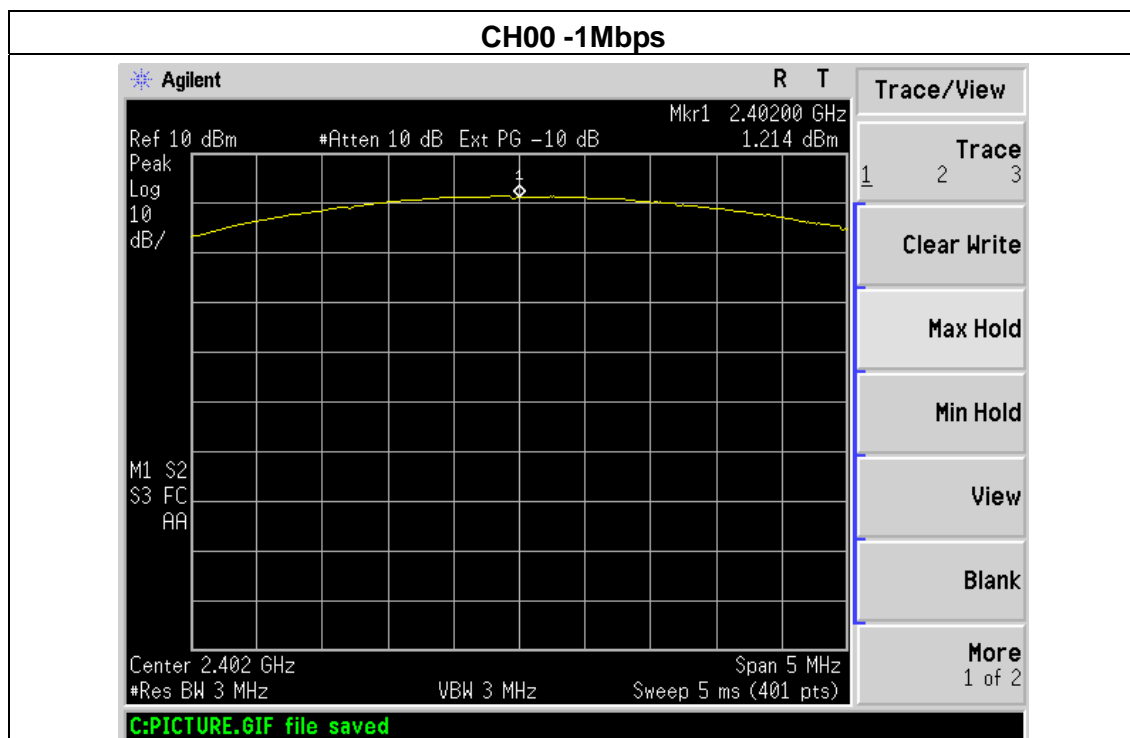 CH00 -1Mbps
Agilent R T
Mkr1 2.40200 GHz
Ref 10 dBm #Atten 10 dB Ext PG -10 dB 1.214 dBm
Peak
Log
10
dB/
1
M1 S2
S3 FC
AA
Center 2.402 GHz Span 5 MHz
#Res BW 3 MHz VBW 3 MHz Sweep 5 ms (401 pts)
C:PICTURE.GIF file saved
Trace/View
Trace
1 2 3
Clear Write
Max Hold
Min Hold
View
Blank
More
1 of 2